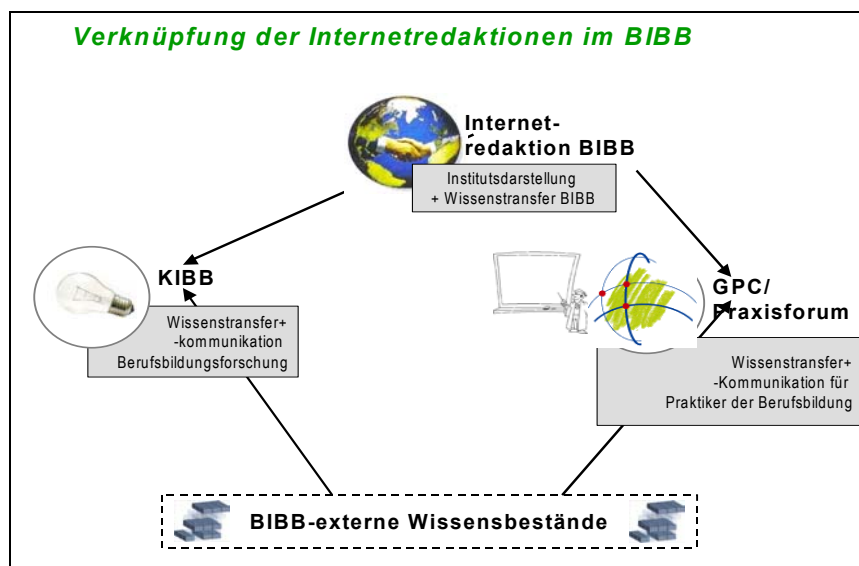 Verknüpfung der Internetredaktionen im BIBB
Internet-
redaktion BIBB
Institutsdarstellung
+ Wissenstransfer BIBB
KIBB
Wissenstransfer+
-kommunikation
Berufsbildungsforschung
GPC/
Praxisforum
Wissenstransfer+
-Kommunikation für
Praktiker der Berufsbildung
BIBB-externe Wissensbestände